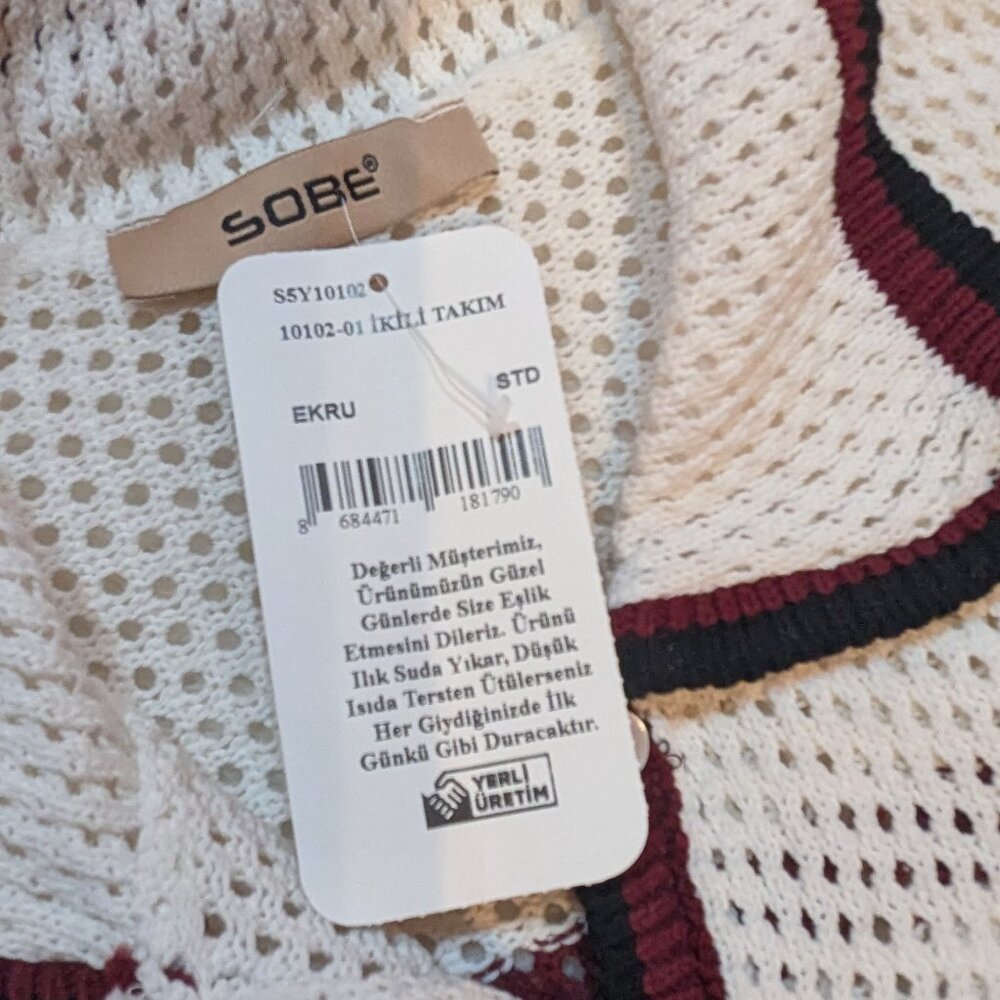 SOBE®
S5Y10102
10102-01 İKİLİ TAKIM
STD
EKRU
8 684471 181790
Değerli Müşterimiz,
Ürünümüzün Güzel
Günlerde Size Eşlik
Etmesini Dileriz. Ürünü
Ilık Suda Yıkar, Düşük
Isıda Tersten Ütülerseniz
Her Giydiğinizde İlk
Günkü Gibi Duracaktır.
YERLİ
ÜRETİM